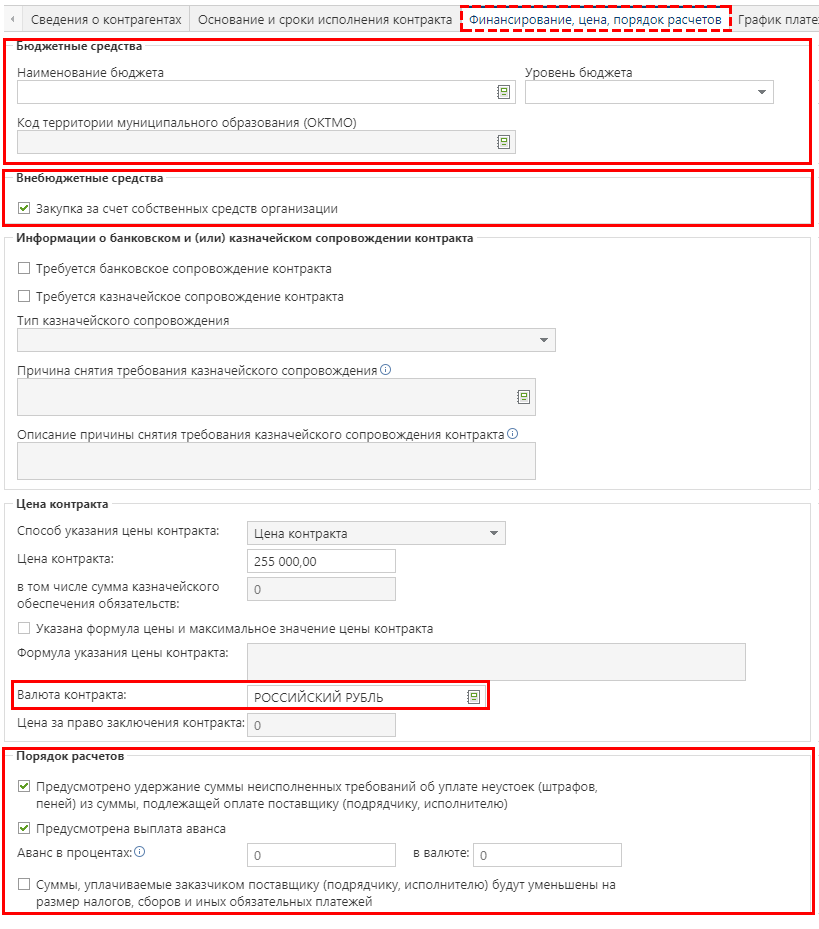 Сведения о контрагентах
Основание и сроки исполнения контракта
Финансирование, цена, порядок расчетов
График плате
Бюджетные средства
Наименование бюджета
Уровень бюджета
Код территории муниципального образования (ОКТМО)
Внебюджетные средства
Закупка за счет собственных средств организации
Информации о банковском и (или) казначейском сопровождении контракта
Требуется банковское сопровождение контракта
Требуется казначейское сопровождение контракта
Тип казначейского сопровождения
Причина снятия требования казначейского сопровождения
Описание причины снятия требования казначейского сопровождения контракта
Цена контракта
Способ указания цены контракта:
Цена контракта
Цена контракта:
255 000,00
в том числе сумма казначейского
обеспечения обязательств:
0
Указана формула цены и максимальное значение цены контракта
Формула указания цены контракта:
Валюта контракта:
РОССИЙСКИЙ РУБЛЬ
Цена за право заключения контракта:
0
Порядок расчетов
Предусмотрено удержание суммы неисполненных требований об уплате неустоек (штрафов,
пеней) из суммы, подлежащей оплате поставщику (подрядчику, исполнителю)
Предусмотрена выплата аванса
Аванс в процентах:
0
в валюте:
0
Суммы, уплачиваемые заказчиком поставщику (подрядчику, исполнителю) будут уменьшены на
размер налогов, сборов и иных обязательных платежей